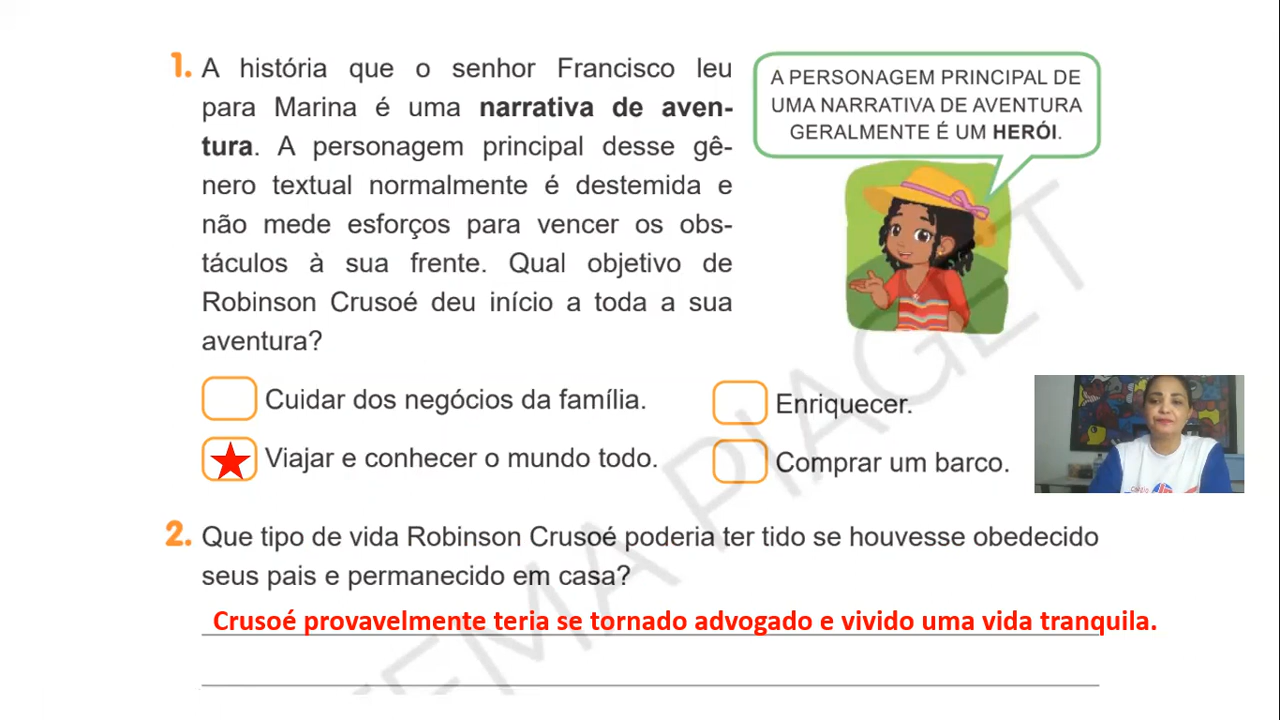 1. A história que o senhor Francisco leu
para Marina é uma narrativa de aven-
tura. A personagem principal desse gê-
nero textual normalmente é destemida e
não mede esforços para vencer os obs-
táculos à sua frente. Qual objetivo de
Robinson Crusoé deu início a toda a sua
aventura?
A PERSONAGEM PRINCIPAL DE
UMA NARRATIVA DE AVENTURA
GERALMENTE É UM HERÓI.
Cuidar dos negócios da família.
Enriquecer.
Viajar e conhecer o mundo todo.
Comprar um barco.
2. Que tipo de vida Robinson Crusoé poderia ter tido se houvesse obedecido
seus pais e permanecido em casa?
Crusoé provavelmente teria se tornado advogado e vivido uma vida tranquila.
TEMA PIAGET